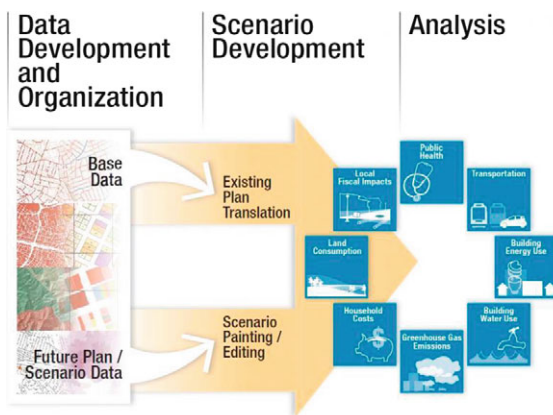 Data
Development
and
Organization
Scenario
Development
Analysis
Base
Data
Future Plan /
Scenario Data
Existing
Plan
Translation
Scenario
Painting /
Editing
Public
Health
Local
Fiscal Impacts
Transportation
Land
Consumption
Building
Energy Use
Household
Costs
Building
Water Use
Greenhouse Gas
Emissions